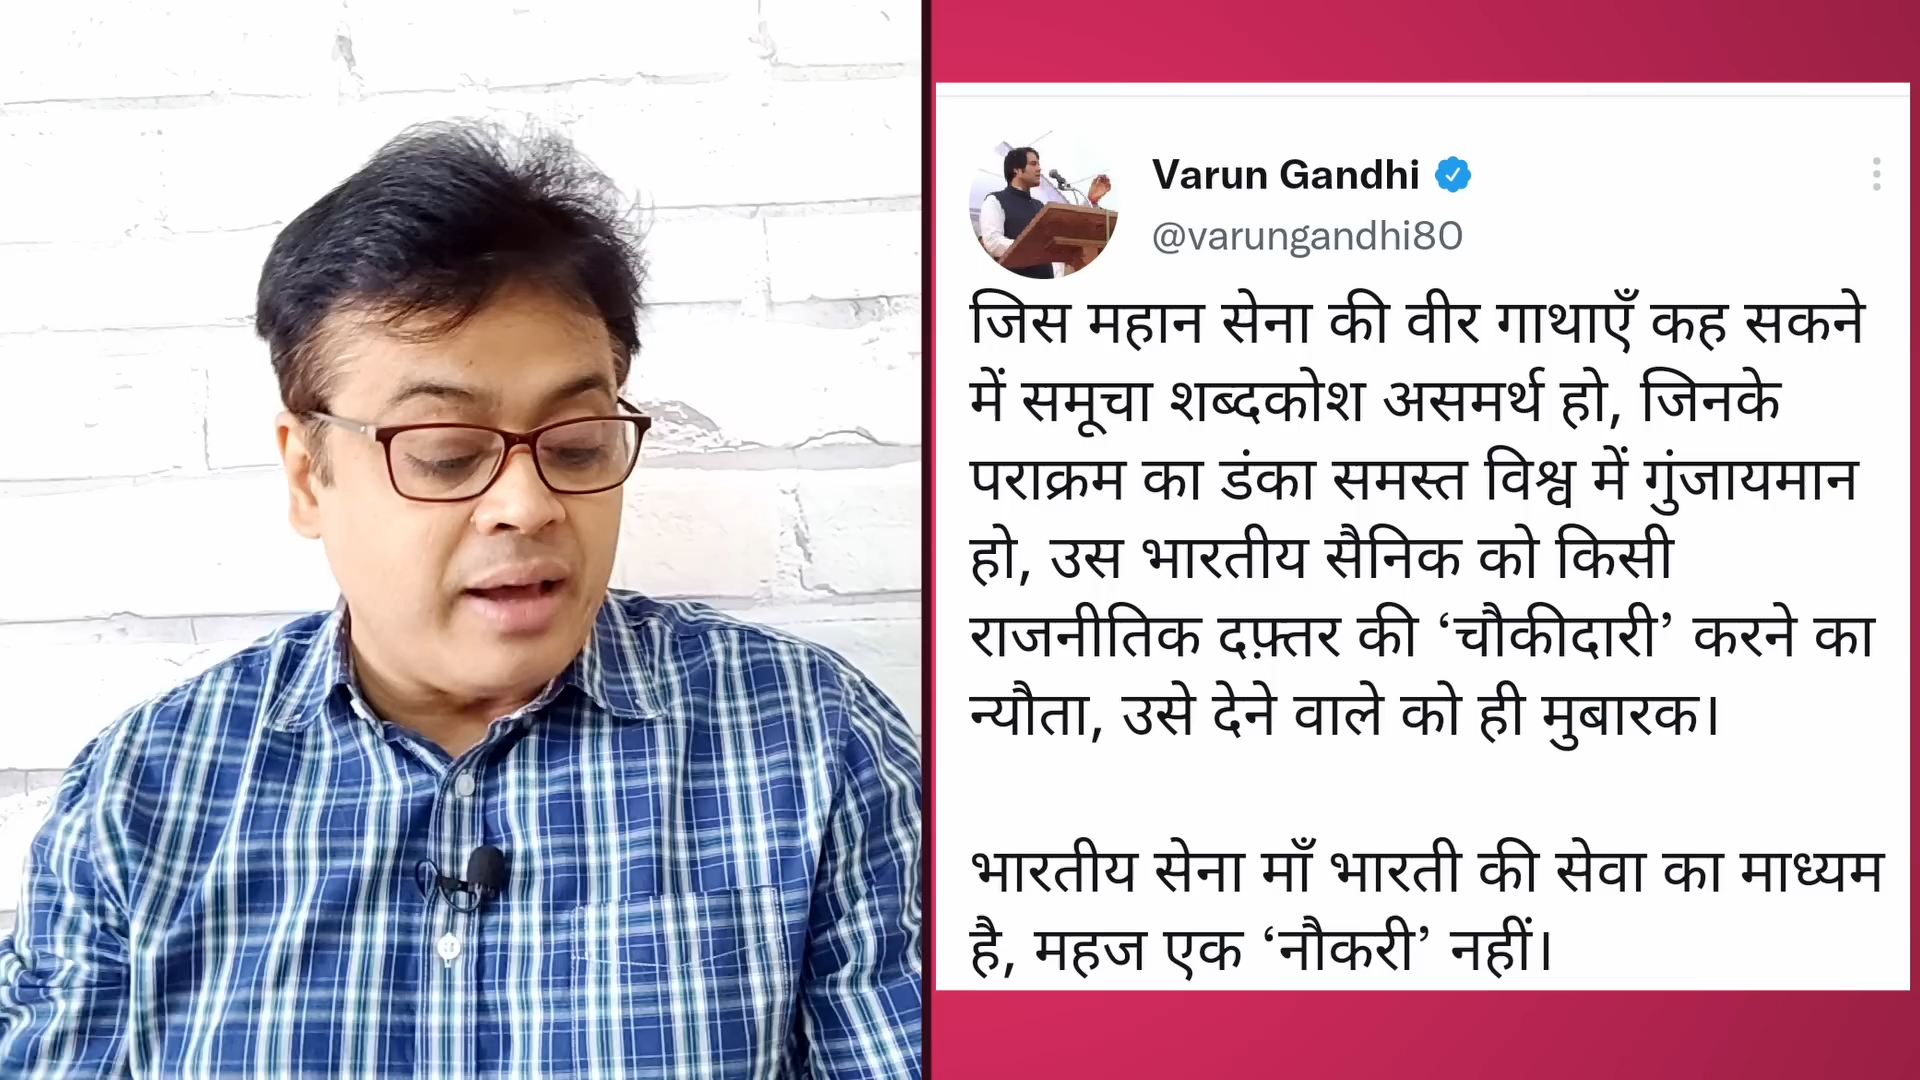 Varun Gandhi
@varungandhi80
जिस महान सेना की वीर गाथाएँ कह सकने
में समूचा शब्दकोश असमर्थ हो, जिनके
पराक्रम का डंका समस्त विश्व में गुंजायमान
हो, उस भारतीय सैनिक को किसी
राजनीतिक दफ़्तर की ‘चौकीदारी’ करने का
न्यौता, उसे देने वाले को ही मुबारक।
भारतीय सेना माँ भारती की सेवा का माध्यम
है, महज एक ‘नौकरी’ नहीं।